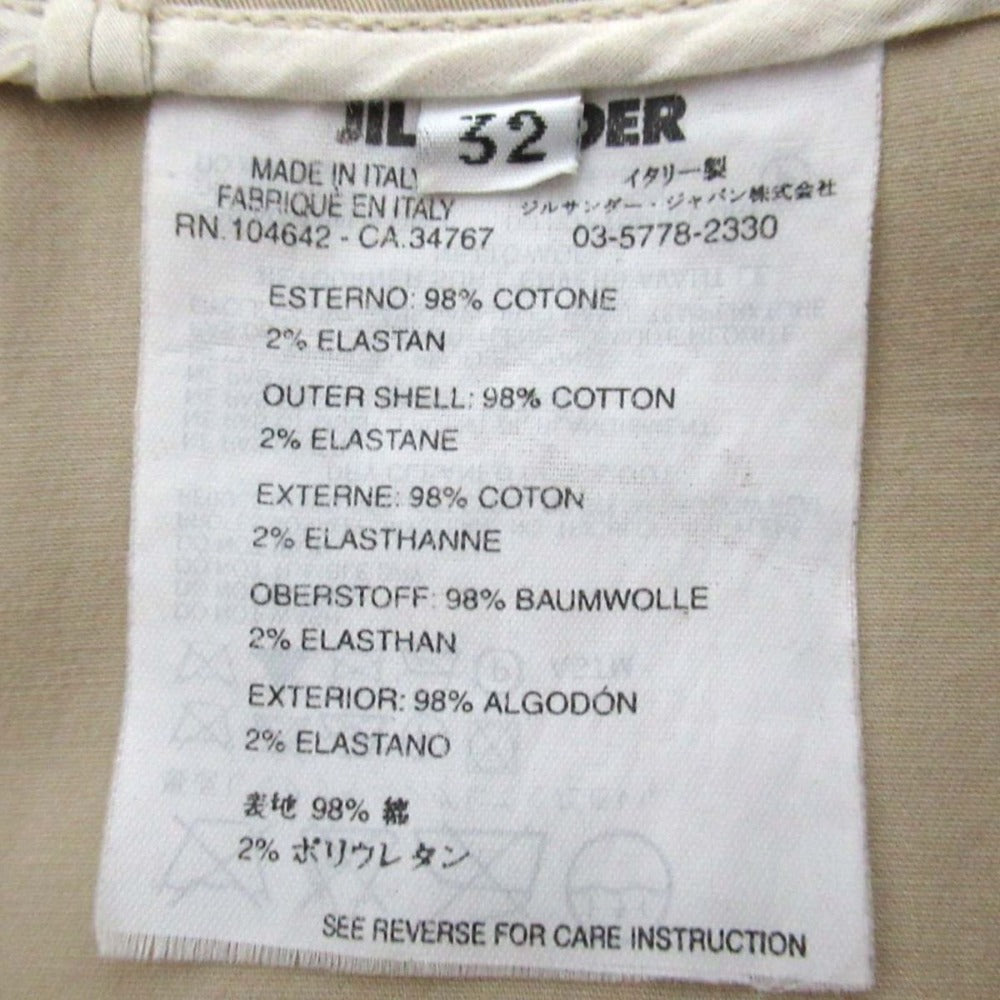 JIL
32
DER
MADE IN ITALY
FABRIQUÉ EN ITALY
RN.104642 - CA.34767
イタリー製
ジルサンダー・ジャパン株式会社
03-5778-2330
ESTERNO: 98% COTONE
2% ELASTAN
OUTER SHELL: 98% COTTON
2% ELASTANE
EXTERNE: 98% COTON
2% ELASTHANNE
OBERSTOFF: 98% BAUMWOLLE
2% ELASTHAN
EXTERIOR: 98% ALGODÓN
2% ELASTANO
表地 98% 綿
2% ポリウレタン
SEE REVERSE FOR CARE INSTRUCTION